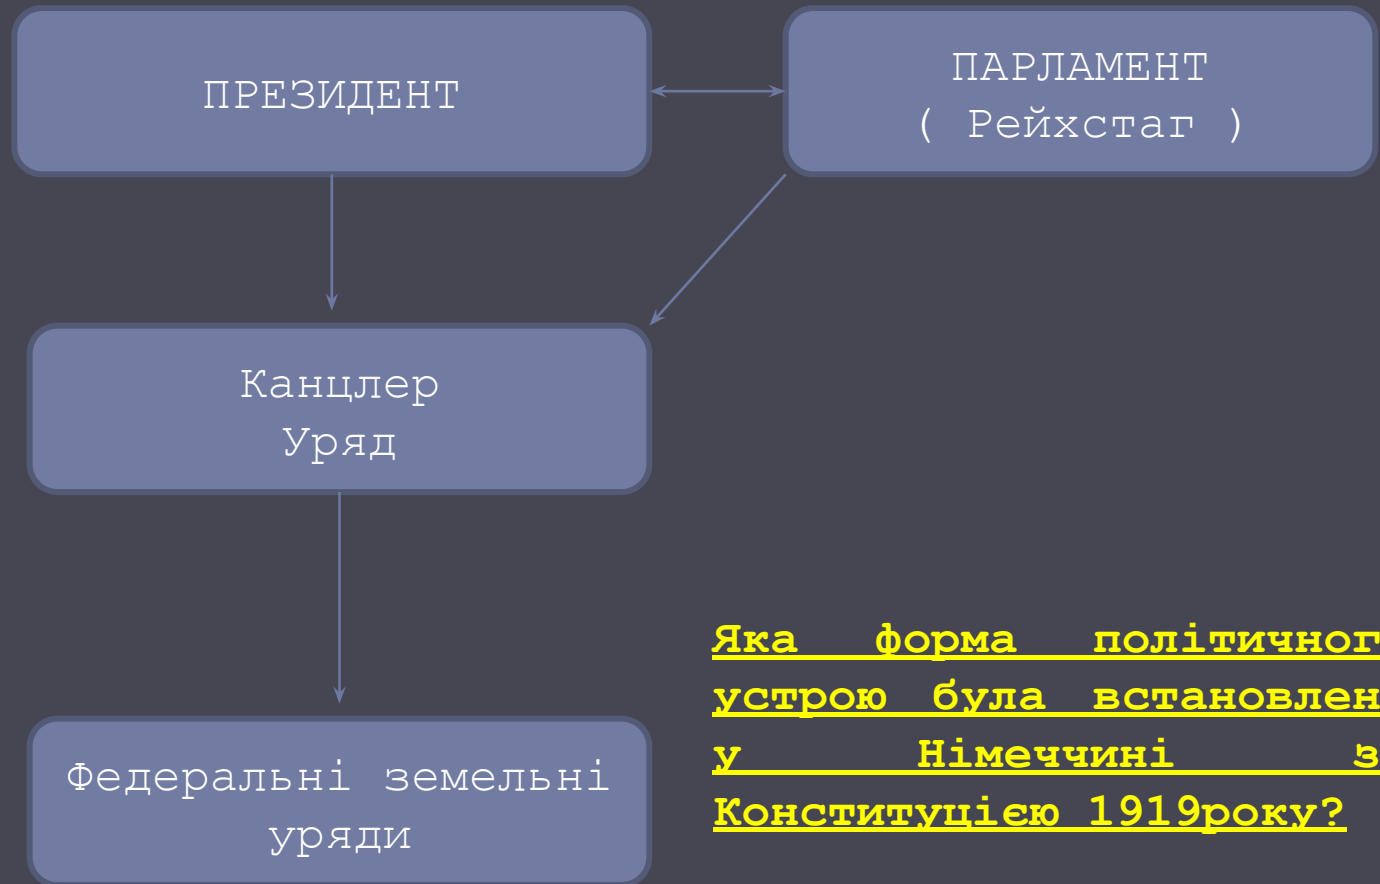 ПРЕЗИДЕНТ
ПАРЛАМЕНТ
( Рейхстаг )
Канцлер
Уряд
Федеральні земельні
уряди
Яка форма політичног
устрою була встановлен
у Німеччині з
Конституцією 1919року?